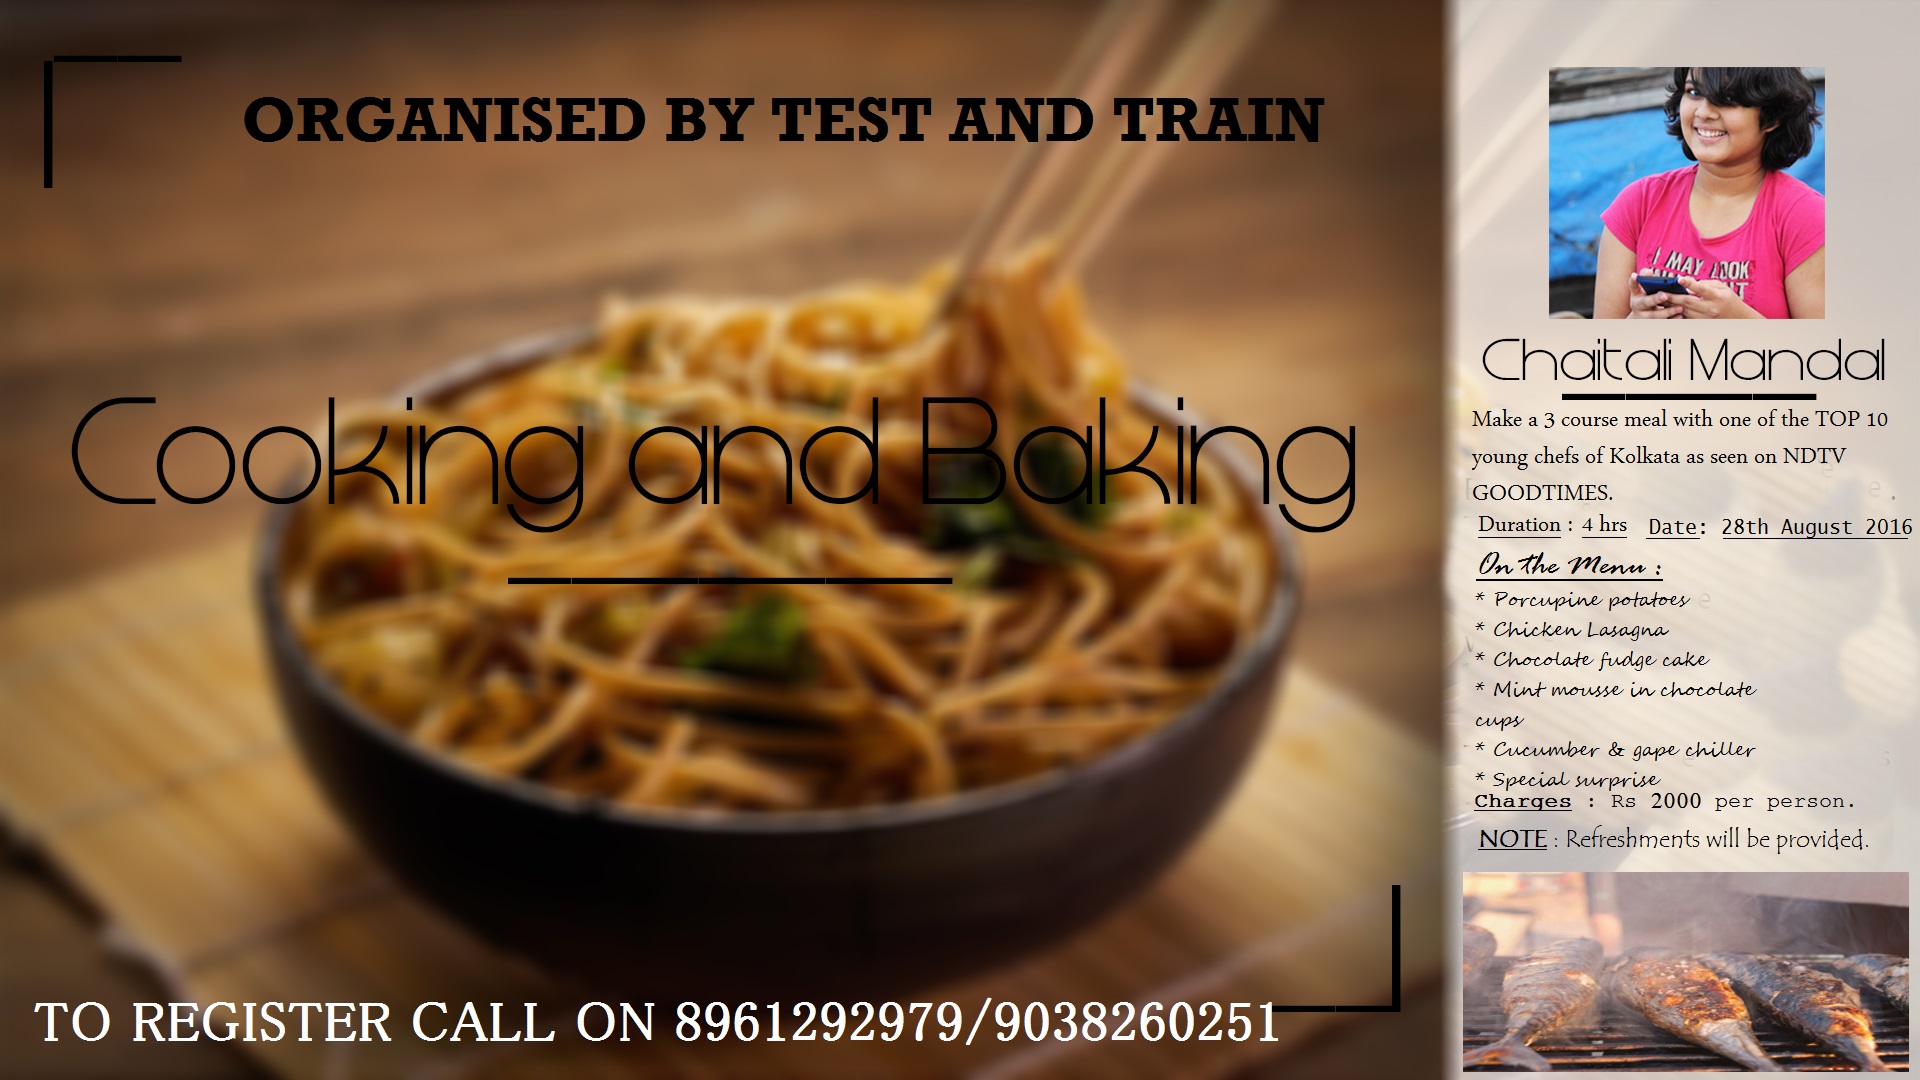 ORGANISED BY TEST AND TRAIN
Cooking and Baking
TO REGISTER CALL ON 8961292979/9038260251
I MAY LOOK
Chaitali Mandal
Make a 3 course meal with one of the TOP 10
young chefs of Kolkata as seen on NDTV
GOODTIMES.
Duration : 4 hrs Date: 28th August 2016
On the Menu :
* Porcupine potatoes
* Chicken Lasagna
* Chocolate fudge cake
* Mint mousse in chocolate
cups
* Cucumber & gape chiller
* Special surprise
Charges : Rs 2000 per person.
NOTE : Refreshments will be provided.